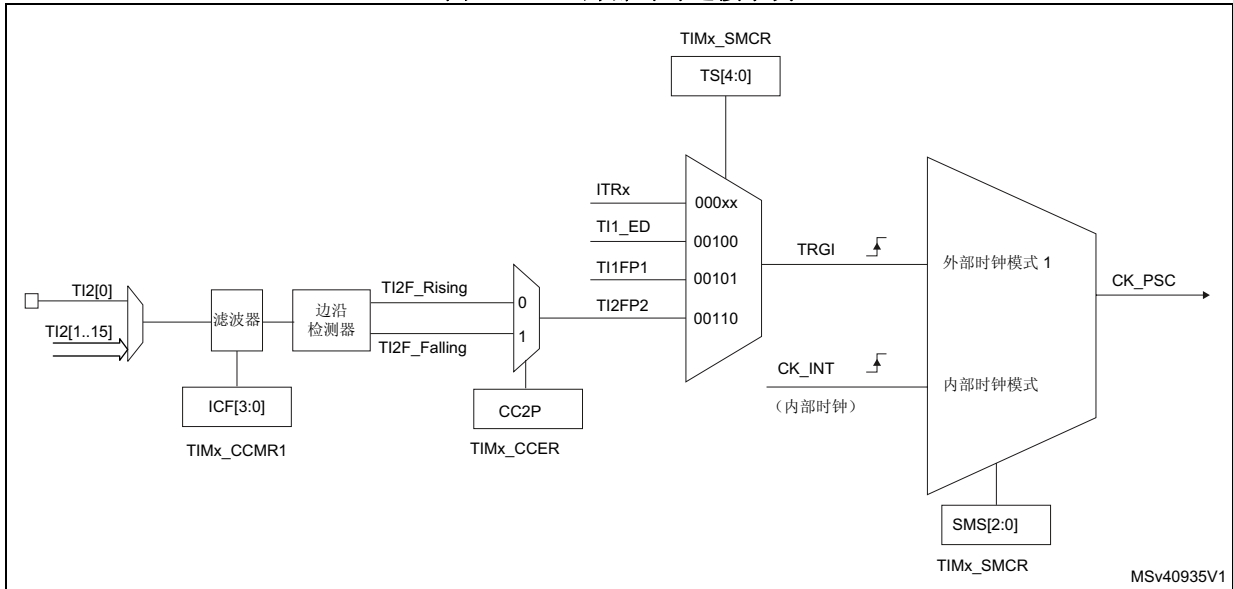 TIMx_SMCR
TS[4:0]
ITRx
000xx
TI1_ED
00100
TI1FP1
00101
TI2FP2
00110
TRGI
外部时钟模式 1
CK_PSC
TI2[0]
TI2[1..15]
滤波器
边沿
检测器
TI2F_Rising
0
TI2F_Falling
1
CK_INT
（内部时钟）
内部时钟模式
ICF[3:0]
TIMx_CCMR1
CC2P
TIMx_CCER
SMS[2:0]
TIMx_SMCR
MSv40935V1